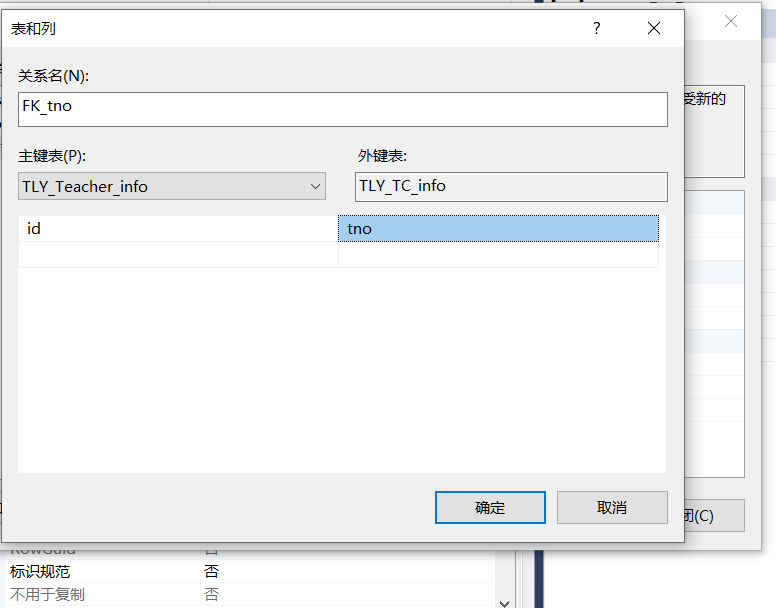 表和列
?
关系名(N):
FK_tno
主键表(P):
外键表:
TLY_Teacher_info
TLY_TC_info
id
tno
确定
取消
受新的
闭(C)
RowGuid
否
标识规范
否
不用于复制
否